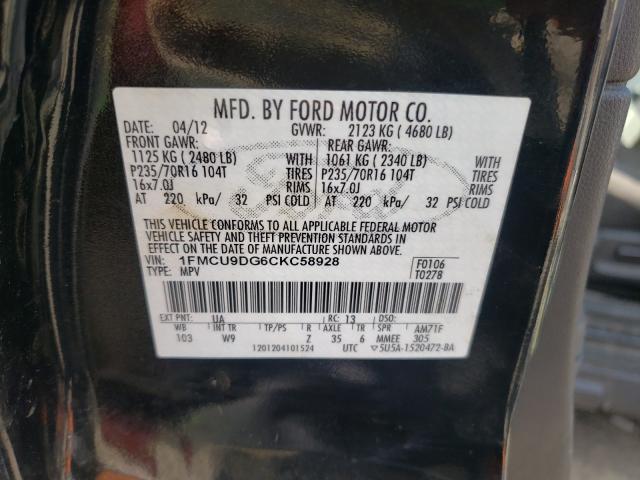 MFD. BY FORD MOTOR CO.
DATE: 04/12 GVWR: 2123 KG ( 4680 LB)
FRONT GAWR: REAR GAWR:
1125 KG ( 2480 LB) WITH 1061 KG ( 2340 LB) WITH
P235/70R16 104T TIRES P235/70R16 104T TIRES
16x7.0J RIMS 16x7.0J RIMS
AT 220 kPa/ 32 PSI COLD AT 220 kPa/ 32 PSI COLD
THIS VEHICLE CONFORMS TO ALL APPLICABLE FEDERAL MOTOR
VEHICLE SAFETY AND THEFT PREVENTION STANDARDS IN
EFFECT ON THE DATE OF MANUFACTURE SHOWN ABOVE.
VIN: 1FMCU9DG6CKC58928 F0106
TYPE: MPV T0278
EXT PNT: UA RC: 13 DSO:
WB INT TR TP/PS R AXLE TR SPR AM71F
103 W9 Z 35 6 MMEE 305
1201204101524 UTC 5U5A-1520472-BA
Ford